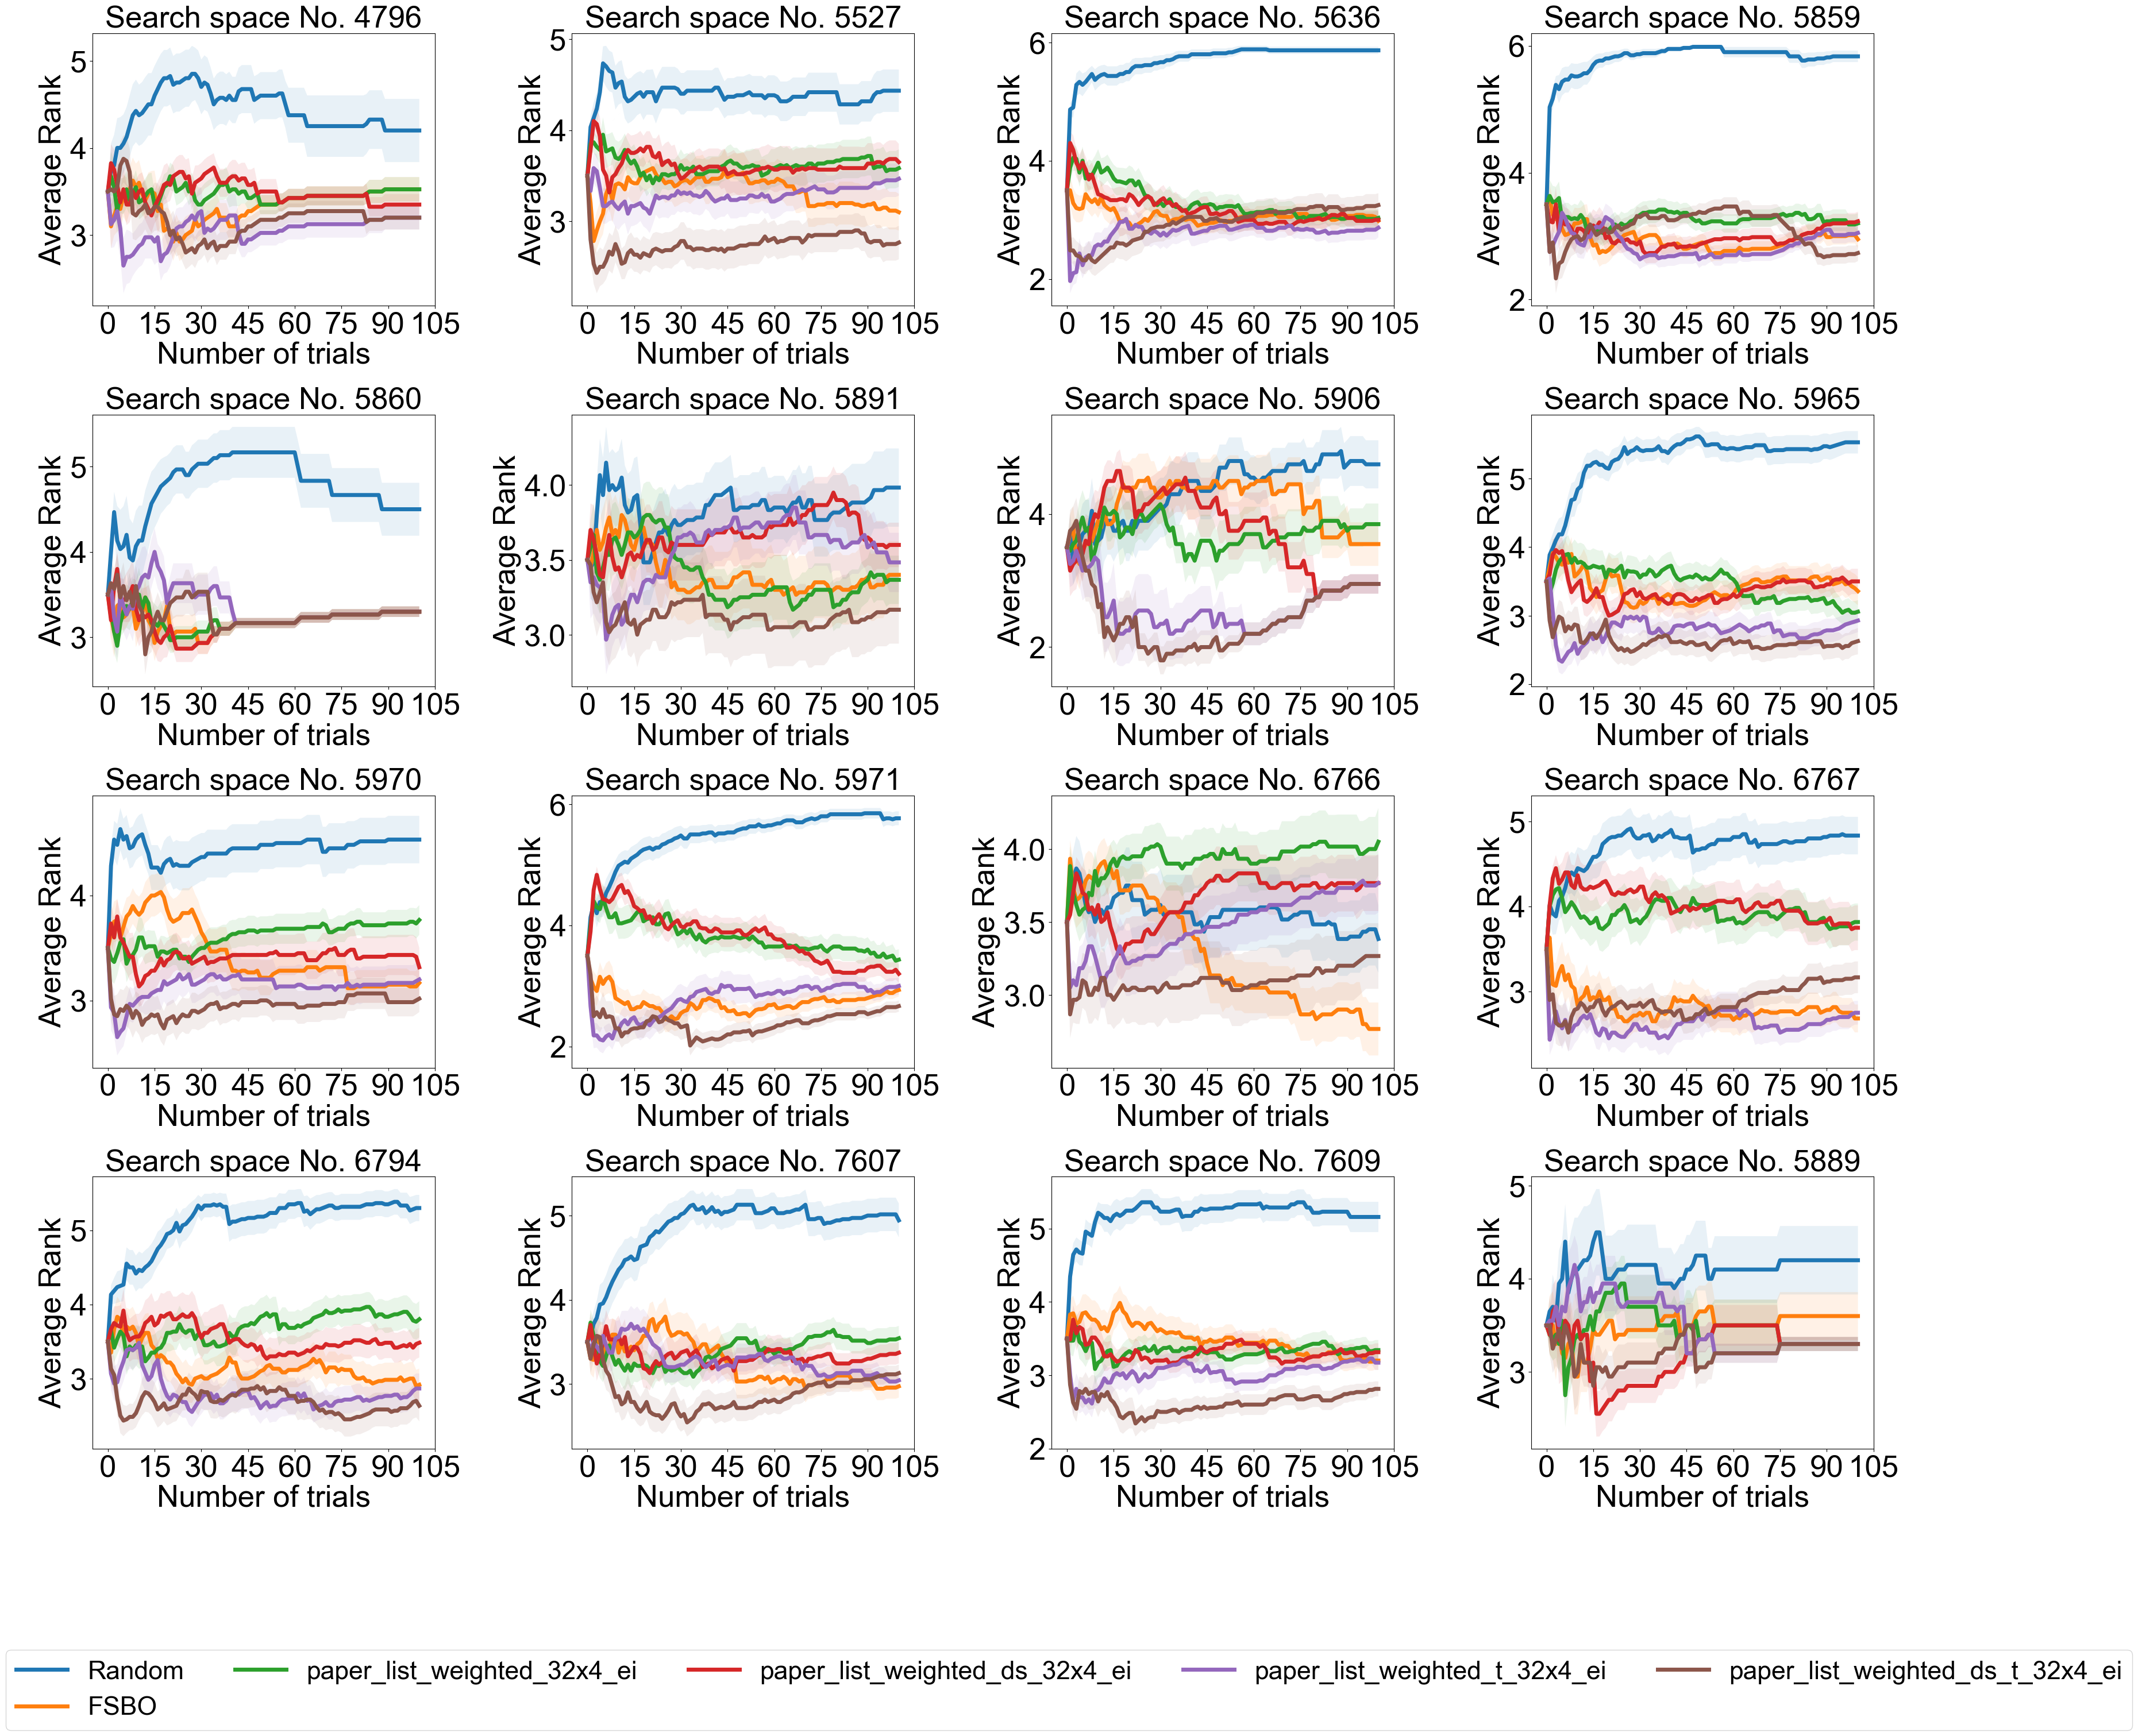 Search space No. 4796
Search space No. 5527
Search space No. 5636
Search space No. 5859
Average Rank
5
4
3
Average Rank
5
4
3
Average Rank
6
4
2
Average Rank
6
4
2
0 15 30 45 60 75 90 105
0 15 30 45 60 75 90 105
0 15 30 45 60 75 90 105
0 15 30 45 60 75 90 105
Number of trials
Number of trials
Number of trials
Number of trials
Search space No. 5860
Search space No. 5891
Search space No. 5906
Search space No. 5965
Average Rank
5
4
3
Average Rank
4.0
3.5
3.0
Average Rank
4
2
Average Rank
5
4
3
2
0 15 30 45 60 75 90 105
0 15 30 45 60 75 90 105
0 15 30 45 60 75 90 105
0 15 30 45 60 75 90 105
Number of trials
Number of trials
Number of trials
Number of trials
Search space No. 5970
Search space No. 5971
Search space No. 6766
Search space No. 6767
Average Rank
4
3
Average Rank
6
4
2
Average Rank
4.0
3.5
3.0
Average Rank
5
4
3
0 15 30 45 60 75 90 105
0 15 30 45 60 75 90 105
0 15 30 45 60 75 90 105
0 15 30 45 60 75 90 105
Number of trials
Number of trials
Number of trials
Number of trials
Search space No. 6794
Search space No. 7607
Search space No. 7609
Search space No. 5889
Average Rank
5
4
3
Average Rank
5
4
3
Average Rank
5
4
3
2
Average Rank
5
4
3
0 15 30 45 60 75 90 105
0 15 30 45 60 75 90 105
0 15 30 45 60 75 90 105
0 15 30 45 60 75 90 105
Number of trials
Number of trials
Number of trials
Number of trials
Random
FSBO
paper_list_weighted_32x4_ei
paper_list_weighted_ds_32x4_ei
paper_list_weighted_t_32x4_ei
paper_list_weighted_ds_t_32x4_ei